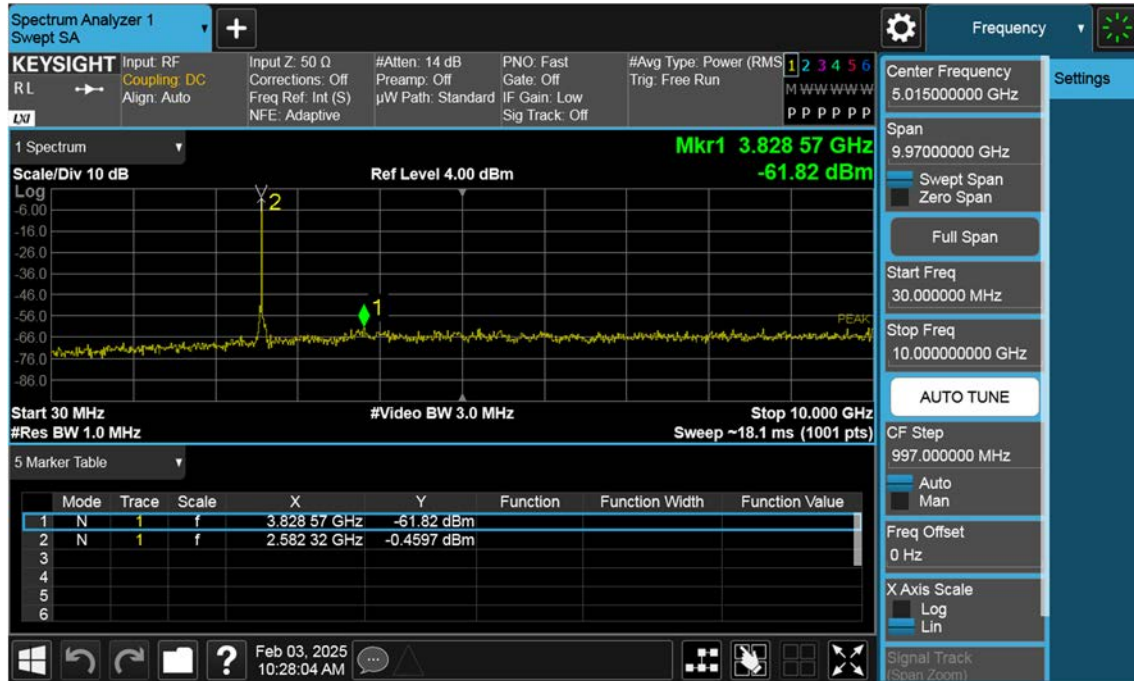 Spectrum Analyzer 1
Swept SA
+
Frequency
KEYSIGHT
RL
LXI
Input: RF
Coupling: DC
Align: Auto
Input Z: 50 Ω
Corrections: Off
Freq Ref: Int (S)
NFE: Adaptive
#Atten: 14 dB
Preamp: Off
µW Path: Standard
PNO: Fast
Gate: Off
IF Gain: Low
Sig Track: Off
#Avg Type: Power (RMS
Trig: Free Run
1 2 3 4 5 6
M W W W W W
P P P P P P
1 Spectrum
Mkr1 3.828 57 GHz
-61.82 dBm
Scale/Div 10 dB
Ref Level 4.00 dBm
Log
-6.00
-16.0
-26.0
-36.0
-46.0
-56.0
-66.0
-76.0
-86.0
2
1
PEAK
Start 30 MHz
#Video BW 3.0 MHz
Stop 10.000 GHz
#Res BW 1.0 MHz
Sweep ~18.1 ms (1001 pts)
5 Marker Table
Mode Trace Scale X Y Function Function Width Function Value
1 N 1 f 3.828 57 GHz -61.82 dBm
2 N 1 f 2.582 32 GHz -0.4597 dBm
3
4
5
6
?
Feb 03, 2025
10:28:04 AM
Center Frequency
5.015000000 GHz
Span
9.97000000 GHz
Swept Span
Zero Span
Full Span
Start Freq
30.000000 MHz
Stop Freq
10.000000000 GHz
AUTO TUNE
CF Step
997.000000 MHz
Auto
Man
Freq Offset
0 Hz
X Axis Scale
Log
Lin
Signal Track
(Span Zoom)
Settings